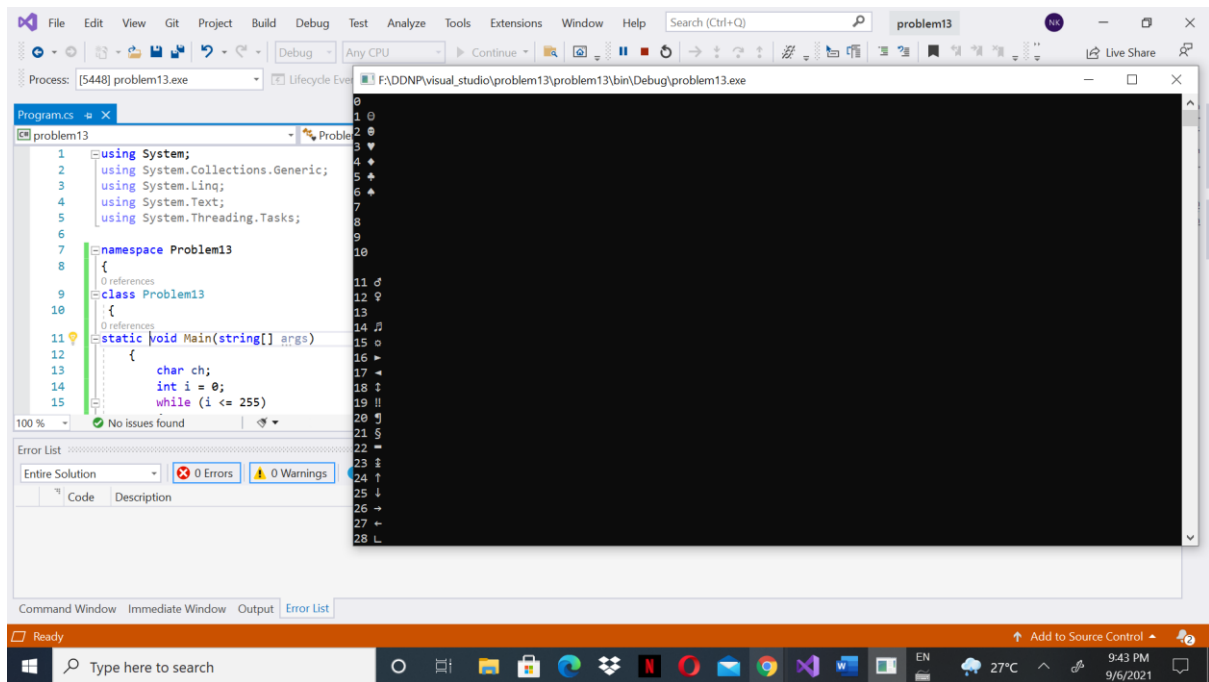 File Edit View Git Project Build Debug Test Analyze Tools Extensions Window Help Search (Ctrl+Q) problem13 NK
Debug Any CPU Continue Live Share
Process: [5448] problem13.exe Lifecycle Eve
F:\DDNP\visual_studio\problem13\problem13\bin\Debug\problem13.exe
Program.cs
C# problem13 Proble
1 using System;
2 using System.Collections.Generic;
3 using System.Linq;
4 using System.Text;
5 using System.Threading.Tasks;
6
7 namespace Problem13
8 {
0 references
9 class Problem13
10 {
0 references
11 static void Main(string[] args)
12 {
13 char ch;
14 int i = 0;
15 while (i <= 255)
100 % No issues found
0
1 ☺
2 ☻
3 ♥
4 ♦
5 ♣
6 ♠
7
8
9
10
11 ♂
12 ♀
13
14 ♫
15 ☼
16 ►
17 ◄
18 ↕
19 ‼
20 ¶
21 §
22 ▬
23 ↨
24 ↑
25 ↓
26 →
27 ←
28 ∟
Error List
Entire Solution 0 Errors 0 Warnings
Code Description
Command Window Immediate Window Output Error List
Ready Add to Source Control 2
Type here to search N W EN 27°C 9:43 PM
9/6/2021